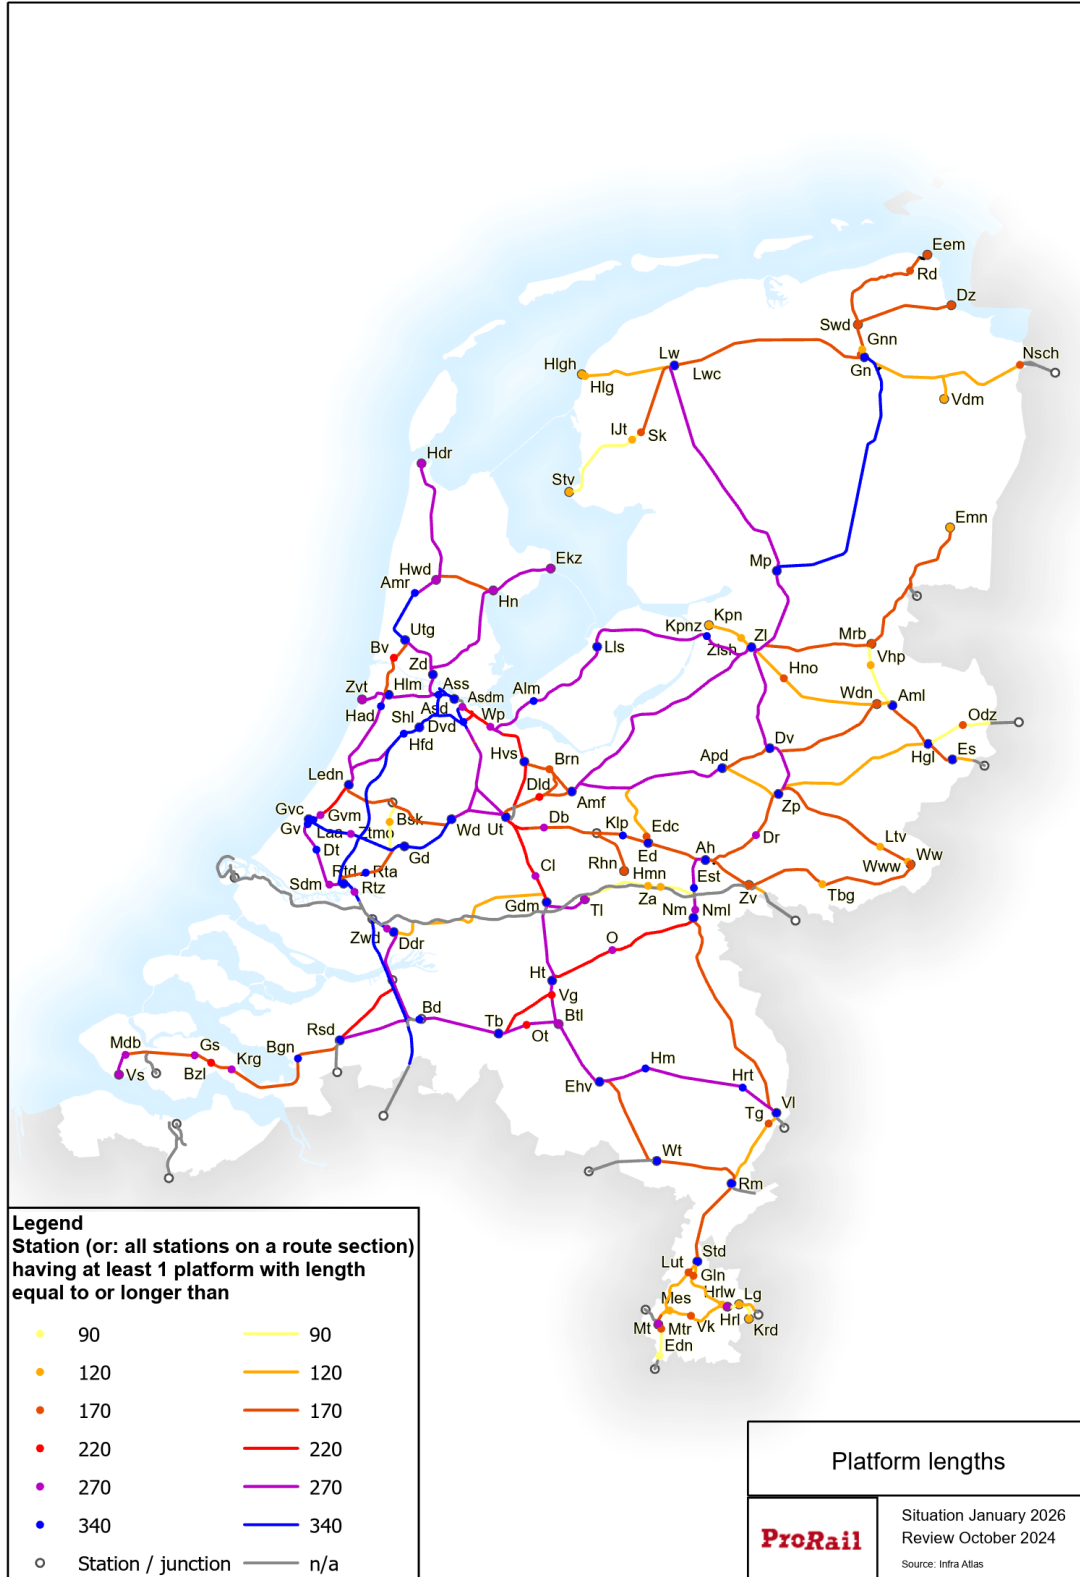 Eem
Rd
Dz
Swd
Gnn
Gn
Nsch
Vdm
Hlgh
Hlg
Lw
Lwc
IJt
Sk
Stv
Hdr
Emn
Ekz
Mp
Hwd
Amr
Hn
Kpn
Kpnz
Zl
Zlsh
Mrb
Vhp
Utg
Bv
Zd
Lls
Hno
Zvt
Hlm
Ass
Asdm
Alm
Wdn
Aml
Had
Shl
Asd
Dvd
Wp
Odz
Hfd
Hvs
Brn
Apd
Dv
Hgl
Es
Ledn
Dld
Amf
Zp
Gvc
Gv
Gvm
Laa
Ztmo
Bsk
Wd
Ut
Db
Klp
Edc
Ed
Dr
Ltv
Dt
Gd
Ah
Www
Ww
Rtd
Rta
Cl
Rhn
Hmn
Est
Sdm
Rtz
Gdm
Tl
Za
Nm
Nml
Zv
Tbg
Zwd
Ddr
O
Ht
Vg
Bd
Tb
Btl
Ot
Rsd
Mdb
Gs
Bgn
Vs
Bzl
Krg
Hm
Hrt
Ehv
Vl
Tg
Wt
Rm
Std
Lut
Gln
Mes
Hrlw
Lg
Mt
Mtr
Vk
Hrl
Krd
Edn
Legend
Station (or: all stations on a route section)
having at least 1 platform with length
equal to or longer than
90 90
120 120
170 170
220 220
270 270
340 340
Station / junction n/a
Platform lengths
ProRail
Situation January 2026
Review October 2024
Source: Infra Atlas